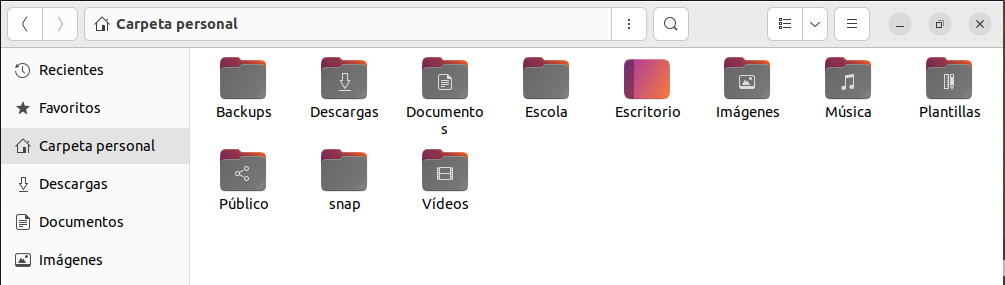 Carpeta personal
Recientes
Favoritos
Carpeta personal
Descargas
Documentos
Imágenes
Backups
Descargas
Documento
s
Escola
Escritorio
Imágenes
Música
Plantillas
Público
snap
Vídeos